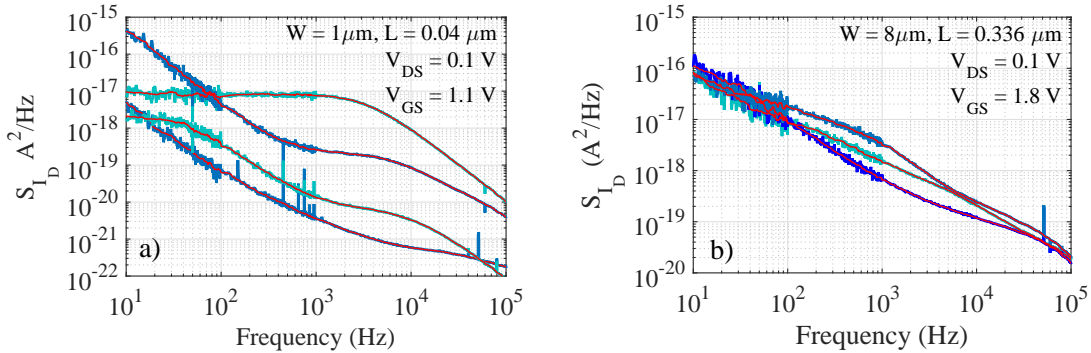 10^-15
10^-16
10^-17
10^-18
10^-19
10^-20
10^-21
10^-22
S_I_D A^2/Hz
W = 1μm, L = 0.04 μm
V_DS = 0.1 V
V_GS = 1.1 V
a)
10^1 10^2 10^3 10^4 10^5
Frequency (Hz)
10^-15
10^-16
10^-17
10^-18
10^-19
10^-20
S_I_D (A^2/Hz)
W = 8μm, L = 0.336 μm
V_DS = 0.1 V
V_GS = 1.8 V
b)
10^1 10^2 10^3 10^4 10^5
Frequency (Hz)